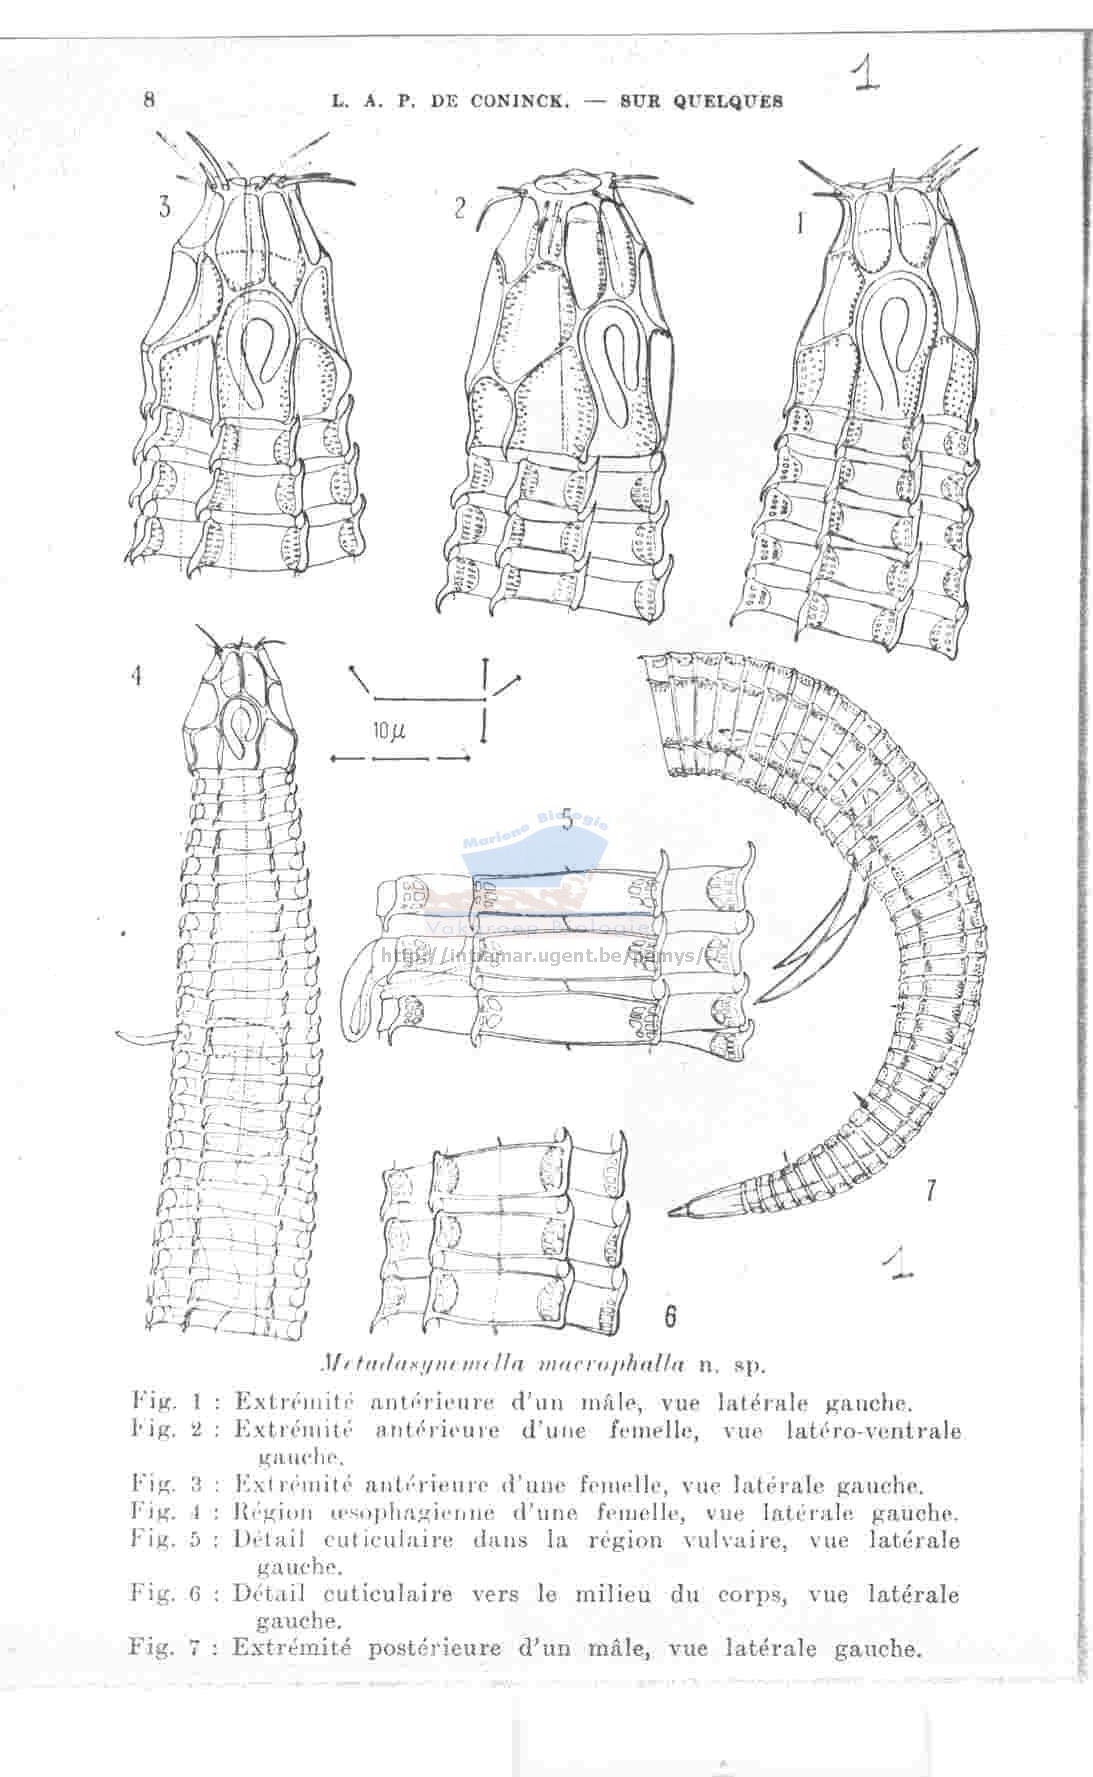 1
8 L. A. P. DE CONINCK. — SUR QUELQUES
3
2
1
4
10 µ
5
Mariene Biologie
Vakgroep Biologie
http://intramar.ugent.be/nemys/
7
1
6
Metadasynemella macrophalla n. sp.
Fig. 1 : Extrémité antérieure d'un mâle, vue latérale gauche.
Fig. 2 : Extrémité antérieure d'une femelle, vue latéro-ventrale
gauche.
Fig. 3 : Extrémité antérieure d'une femelle, vue latérale gauche.
Fig. 4 : Région œsophagienne d'une femelle, vue latérale gauche.
Fig. 5 : Détail cuticulaire dans la région vulvaire, vue latérale
gauche.
Fig. 6 : Détail cuticulaire vers le milieu du corps, vue latérale
gauche.
Fig. 7 : Extrémité postérieure d'un mâle, vue latérale gauche.